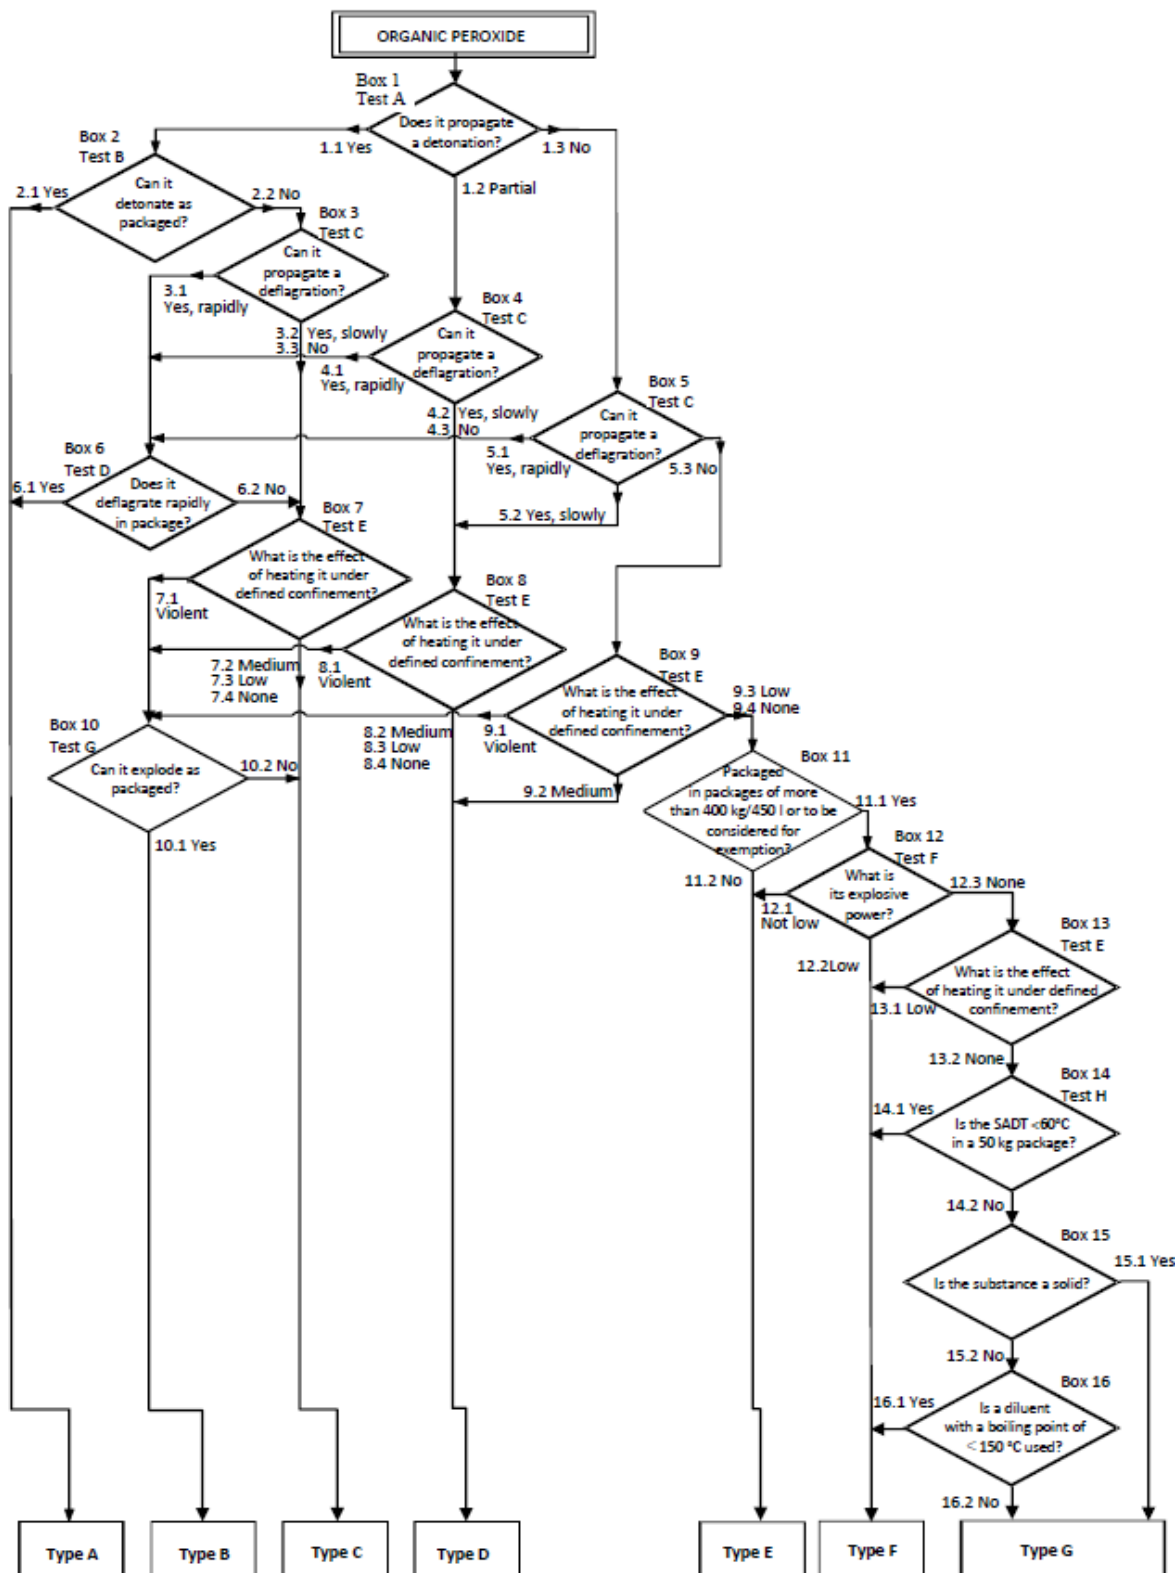 ORGANIC PEROXIDE
Box 1
Test A
Does it propagate
a detonation?
1.1 Yes
1.3 No
1.2 Partial
Box 2
Test B
Can it
detonate as
packaged?
2.1 Yes
2.2 No
Box 3
Test C
Can it
propagate a
deflagration?
3.1
Yes, rapidly
3.2 Yes, slowly
3.3 No
Box 4
Test C
Can it
propagate a
deflagration?
4.1
Yes, rapidly
4.2 Yes, slowly
4.3 No
Box 5
Test C
Can it
propagate a
deflagration?
5.1
Yes, rapidly
5.3 No
5.2 Yes, slowly
Box 6
Test D
Does it
deflagrate rapidly
in package?
6.1 Yes
6.2 No
Box 7
Test E
What is the effect
of heating it under
defined confinement?
7.1
Violent
7.2 Medium
7.3 Low
7.4 None
Box 8
Test E
What is the effect
of heating it under
defined confinement?
8.1
Violent
8.2 Medium
8.3 Low
8.4 None
Box 9
Test E
What is the effect
of heating it under
defined confinement?
9.1
Violent
9.3 Low
9.4 None
9.2 Medium
Box 10
Test G
Can it explode as
packaged?
10.2 No
10.1 Yes
Box 11
Packaged
in packages of more
than 400 kg/450 l or to be
considered for
exemption?
11.1 Yes
11.2 No
Box 12
Test F
What is
its explosive
power?
12.1
Not low
12.3 None
12.2Low
Box 13
Test E
What is the effect
of heating it under defined
confinement?
13.1 Low
13.2 None
Box 14
Test H
Is the SADT <60°C
in a 50 kg package?
14.1 Yes
14.2 No
Box 15
Is the substance a solid?
15.1 Yes
15.2 No
Box 16
Is a diluent
with a boiling point of
< 150 °C used?
16.1 Yes
16.2 No
Type A
Type B
Type C
Type D
Type E
Type F
Type G